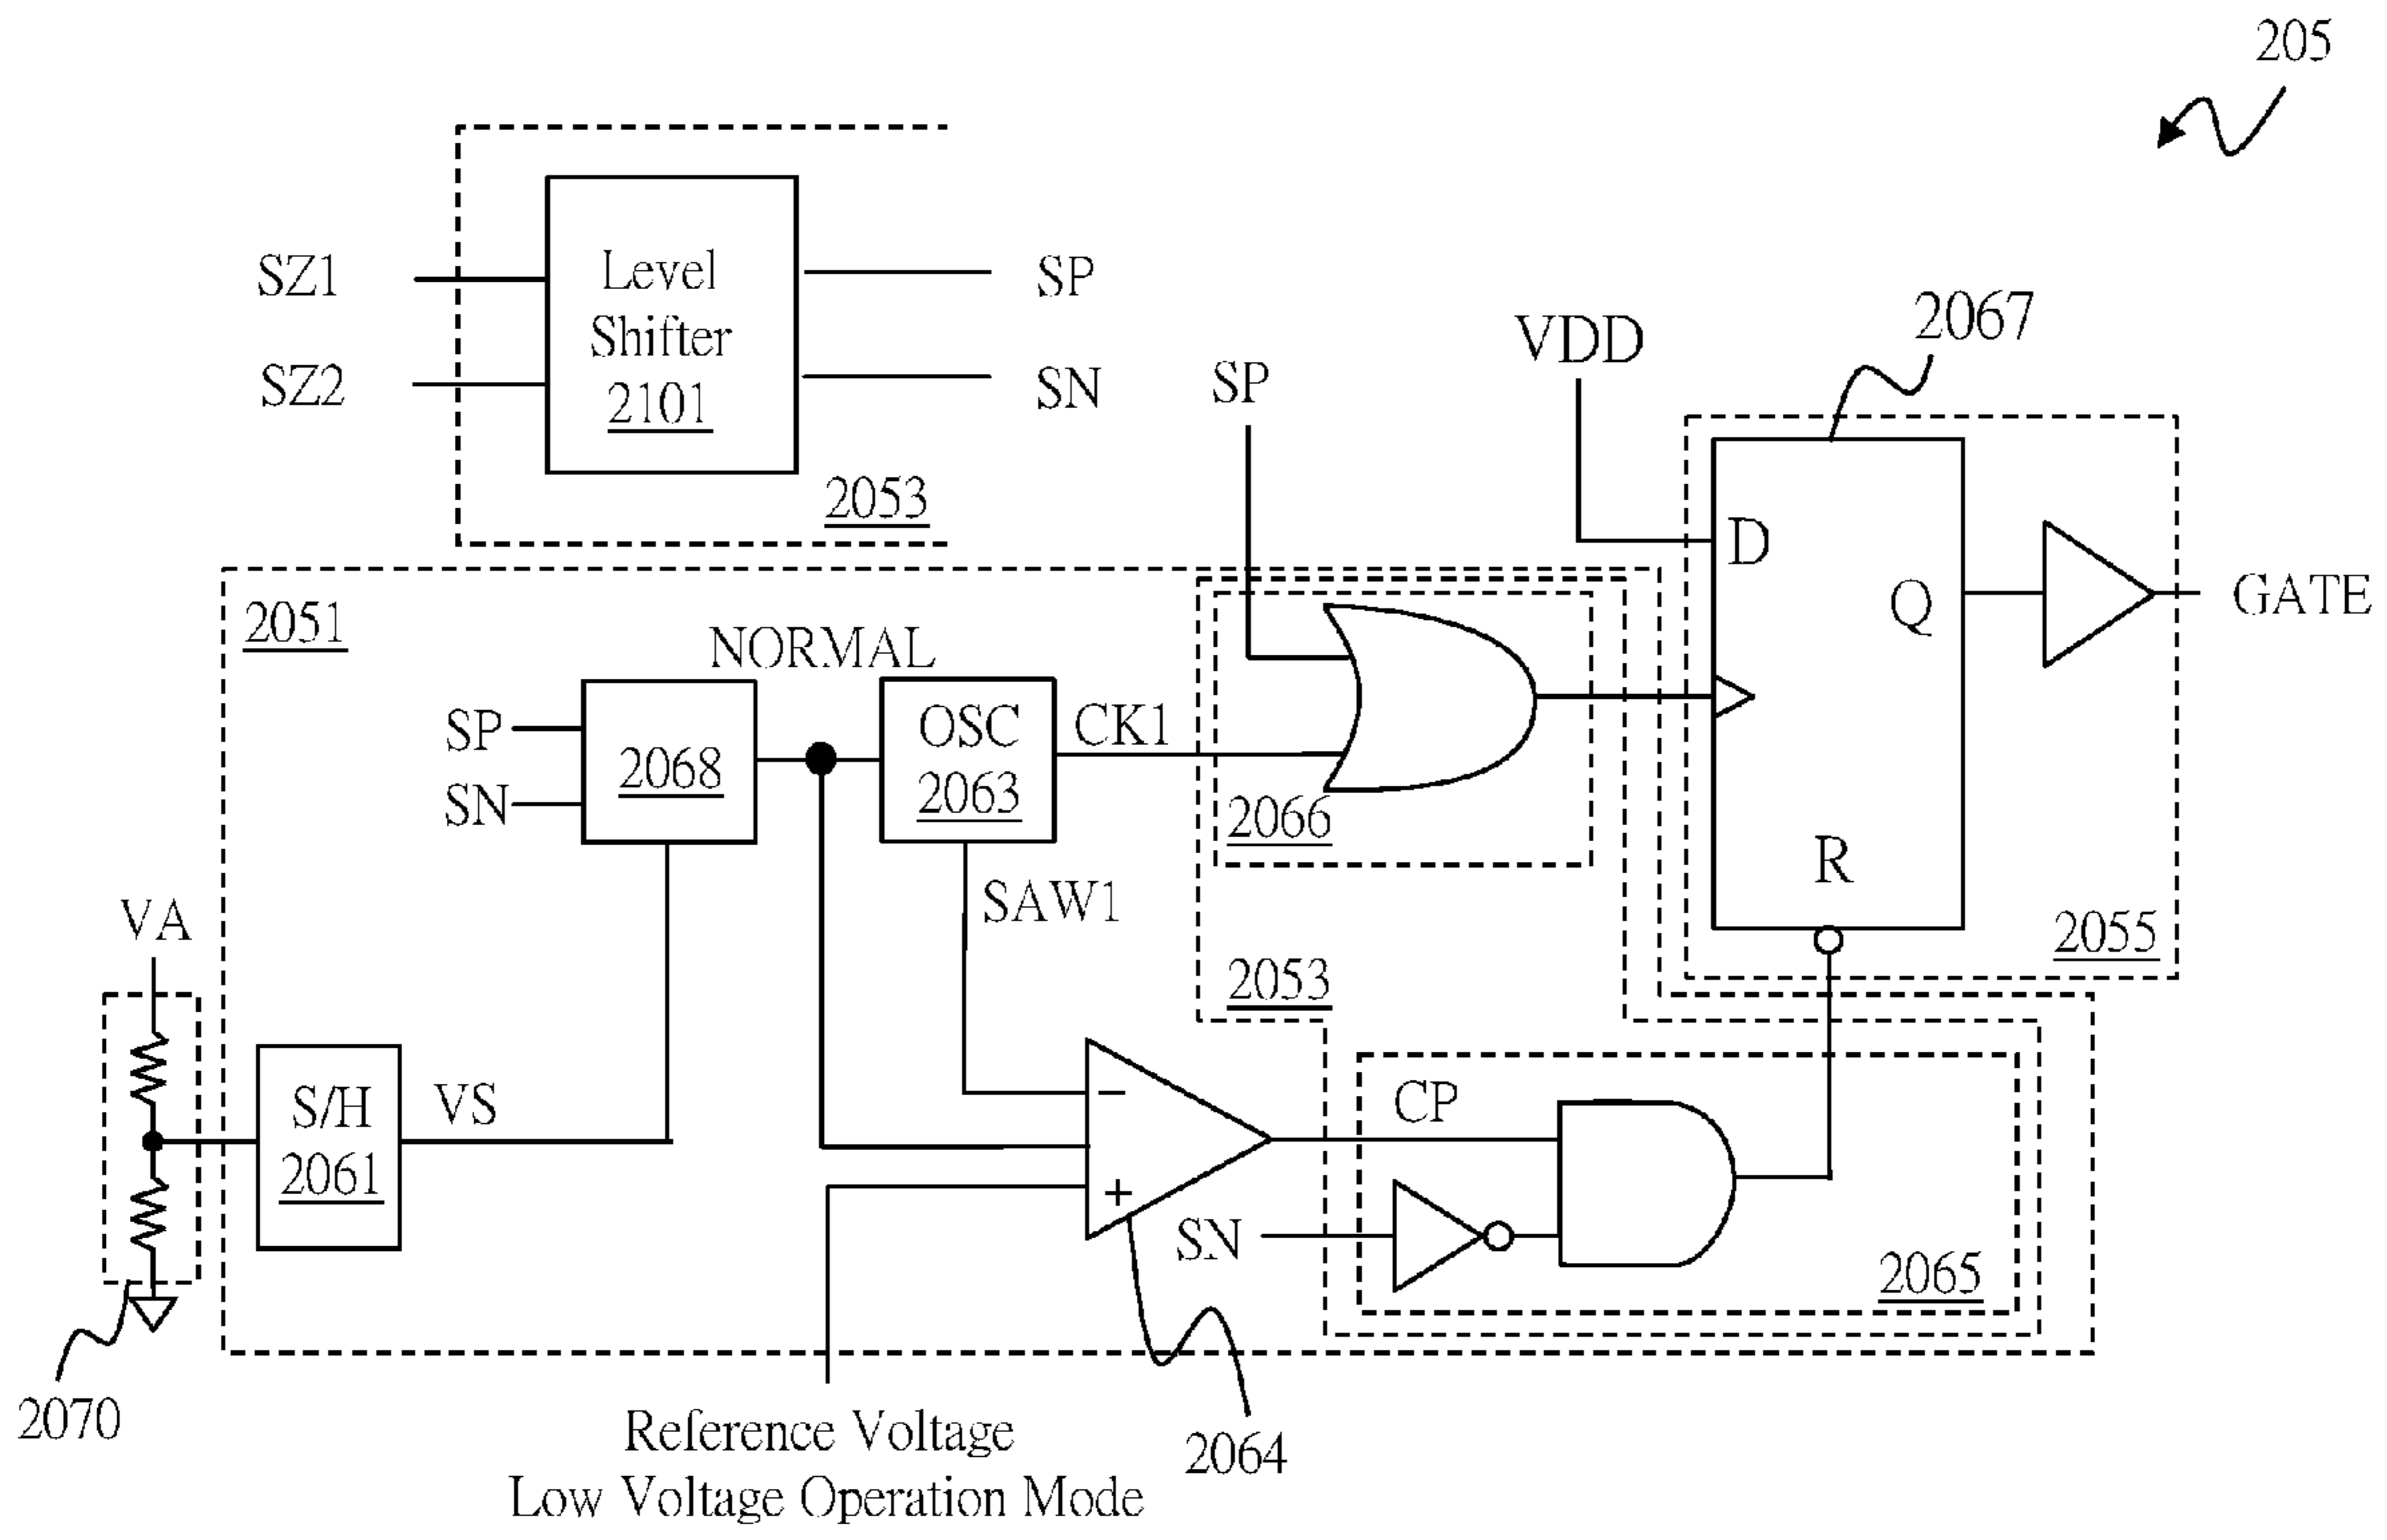 205
SZ1
SZ2
Level
Shifter
2101
SP
SN
2053
SP
VDD
2067
D
Q
R
GATE
2055
2051
NORMAL
SP
SN
2068
OSC
2063
CK1
2066
SAW1
2053
VA
S/H
2061
VS
2070
−
+
CP
SN
2065
2064
Reference Voltage
Low Voltage Operation Mode